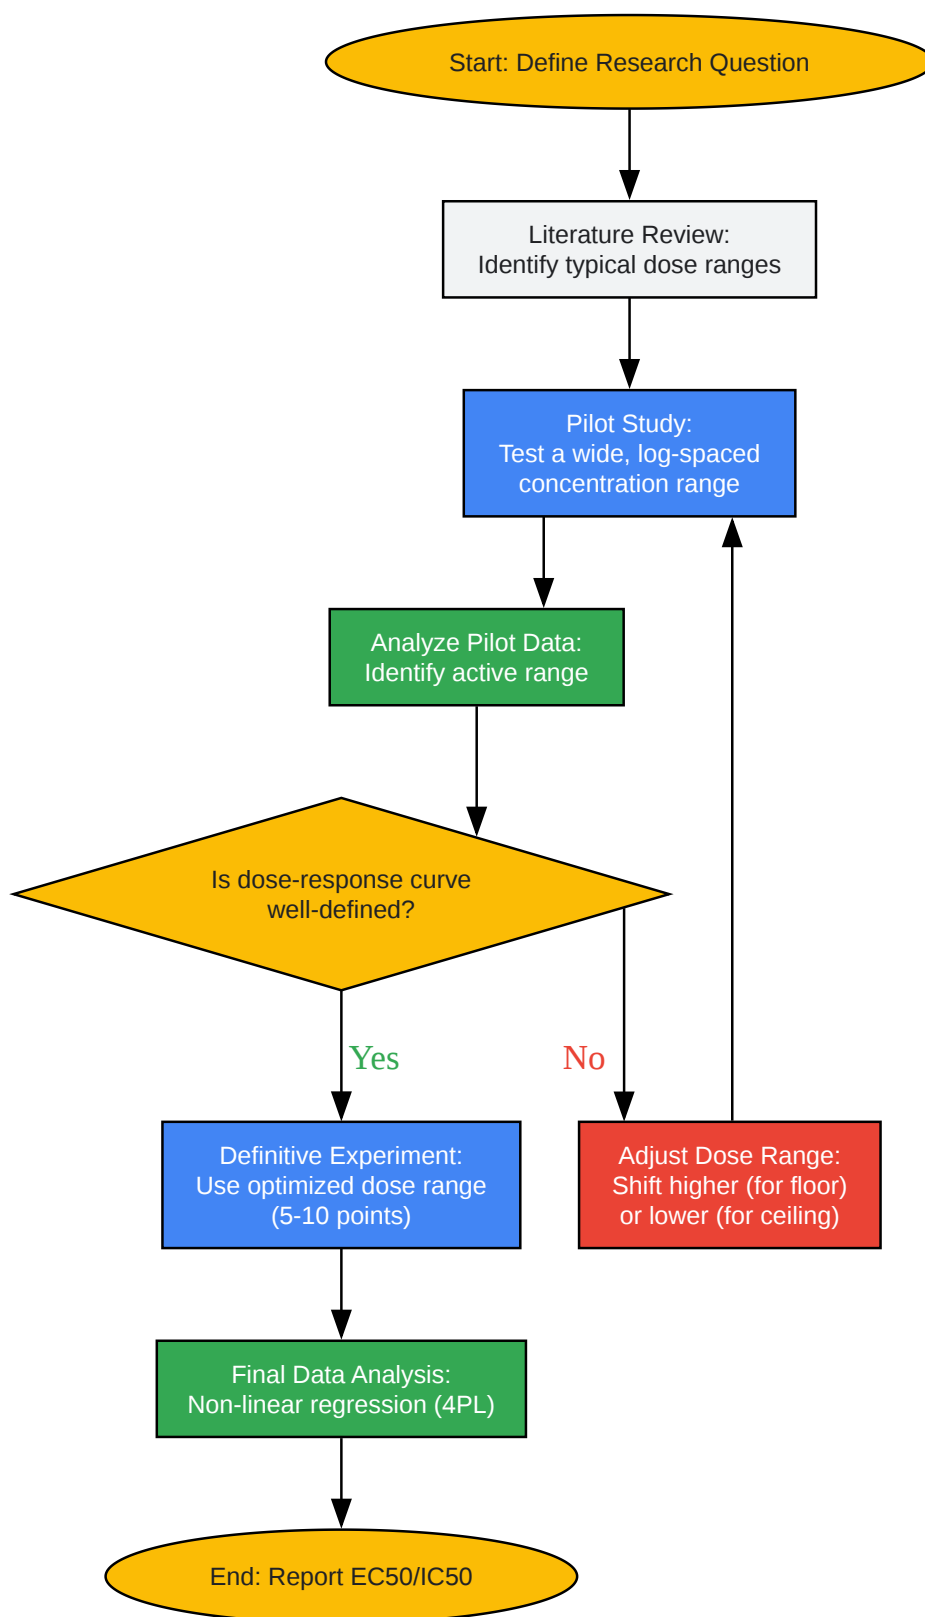 Start: Define Research Question
Literature Review:
Identify typical dose ranges
Pilot Study:
Test a wide, log-spaced
concentration range
Analyze Pilot Data:
Identify active range
Is dose-response curve
well-defined?
Yes
No
Definitive Experiment:
Use optimized dose range
(5-10 points)
Adjust Dose Range:
Shift higher (for floor)
or lower (for ceiling)
Final Data Analysis:
Non-linear regression (4PL)
End: Report EC50/IC50